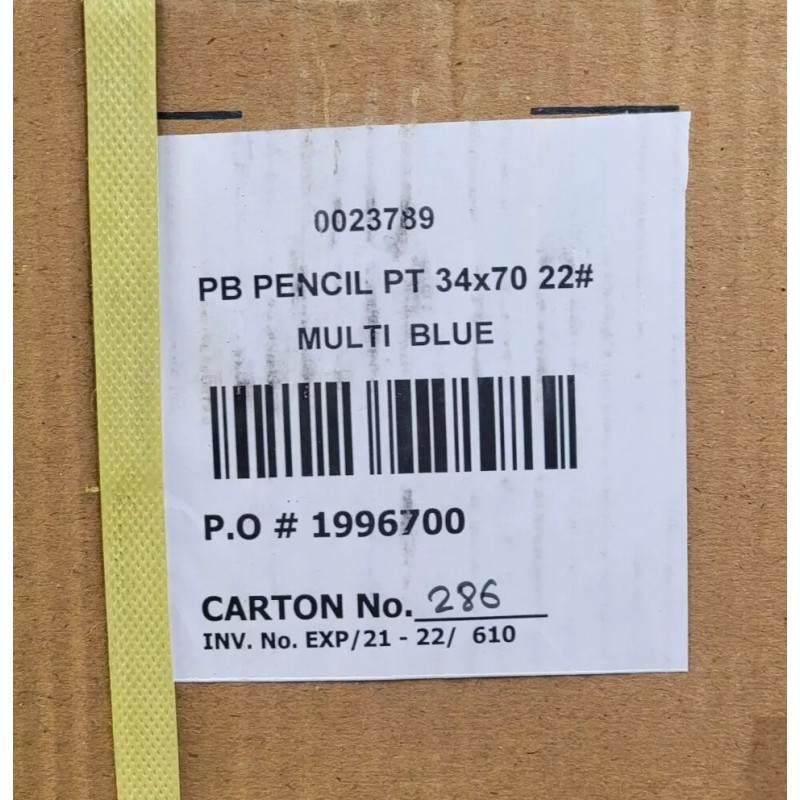 0023789
PB PENCIL PT 34x70 22#
MULTI BLUE
P.O # 1996700
CARTON No. 286
INV. No. EXP/21 - 22/ 610